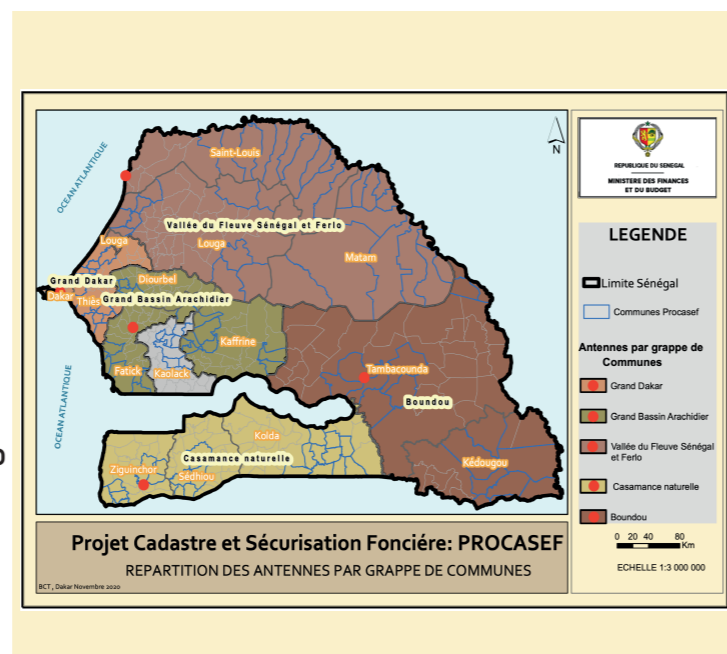 OCEAN ATLANTIQUE
N
Saint-Louis
Vallée du Fleuve Sénégal et Ferlo
Louga
Louga
Matam
Grand Dakar
Diourbel
Dakar
Thiès
Grand Bassin Arachidier
Kaffrine
Fatick
Kaolack
Tambacounda
Boundou
OCEAN ATLANTIQUE
Kolda
Casamance naturelle
Ziguinchor
Sédhiou
Kédougou
Projet Cadastre et Sécurisation Fonciére: PROCASEF
REPARTITION DES ANTENNES PAR GRAPPE DE COMMUNES
BCT , Dakar Novembre 2020
REPUBLIQUE DU SENEGAL
MINISTERE DES FINANCES
ET DU BUDGET
LEGENDE
Limite Sénégal
Communes Procasef
Antennes par grappe de
Communes
Grand Dakar
Grand Bassin Arachidier
Vallée du Fleuve Sénégal
et Ferlo
Casamance naturelle
Boundou
0 20 40 80
Km
ECHELLE 1:3 000 000